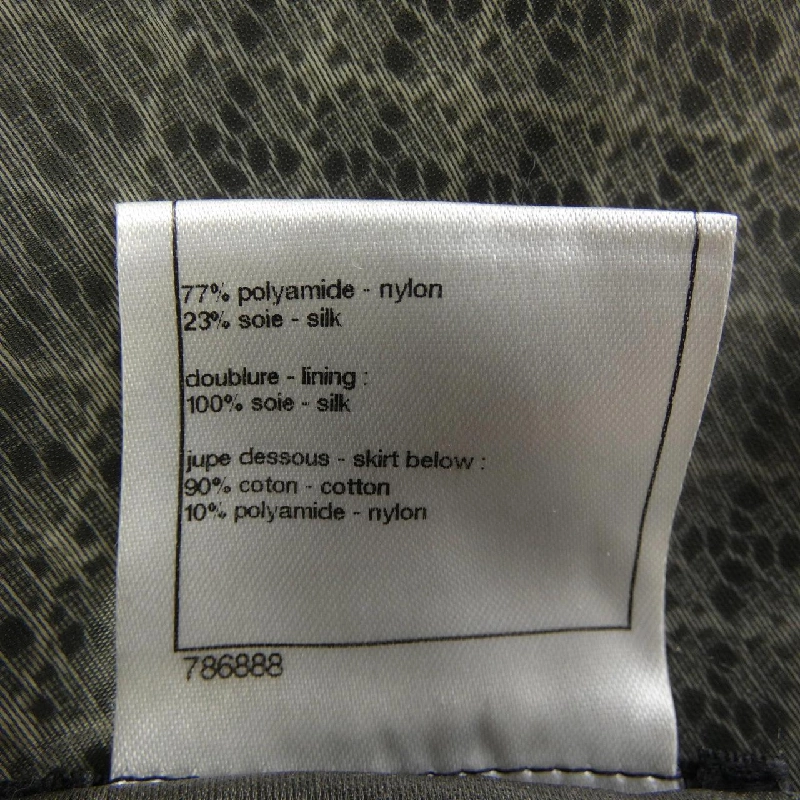 77% polyamide - nylon
23% soie - silk
doublure - lining :
100% soie - silk
jupe dessous - skirt below :
90% coton - cotton
10% polyamide - nylon
786888